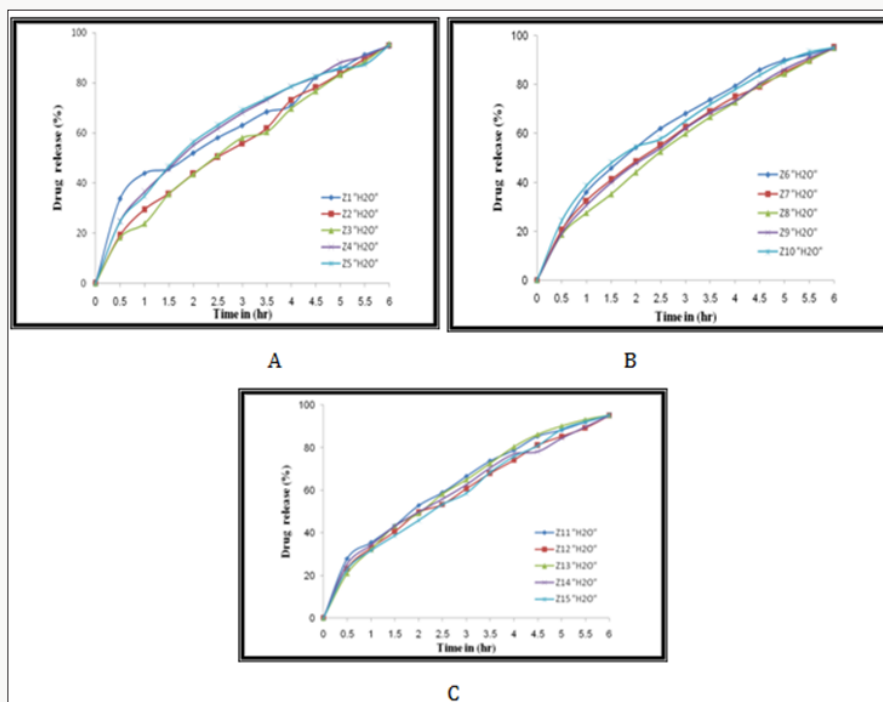 100
80
60
40
20
0
Drug release (%)
Z1 "H2O"
Z2 "H2O"
Z3 "H2O"
Z4 "H2O"
Z5 "H2O"
0 0.5 1 1.5 2 2.5 3 3.5 4 4.5 5 5.5 6
Time in (hr)
A
100
80
60
40
20
0
Drug release (%)
Z6 "H2O"
Z7 "H2O"
Z8 "H2O"
Z9 "H2O"
Z10 "H2O"
0 0.5 1 1.5 2 2.5 3 3.5 4 4.5 5 5.5 6
Time in (hr)
B
100
80
60
40
20
0
Drug release (%)
Z11 "H2O"
Z12 "H2O"
Z13 "H2O"
Z14 "H2O"
Z15 "H2O"
0 0.5 1 1.5 2 2.5 3 3.5 4 4.5 5 5.5 6
Time in (hr)
C